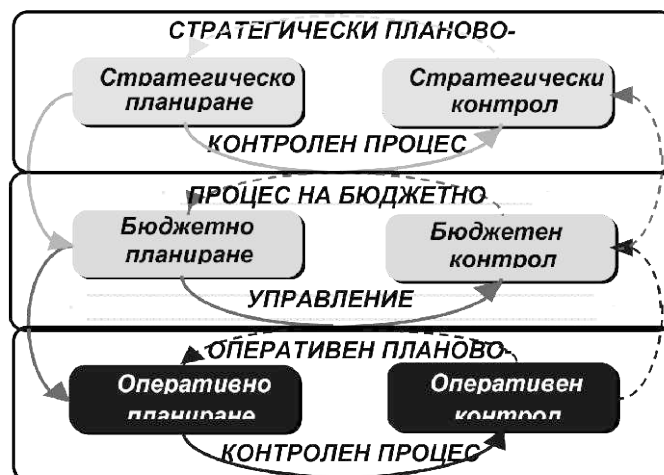 СТРАТЕГИЧЕСКИ ПЛАНОВО-
Стратегическо
планиране
Стратегически
контрол
КОНТРОЛЕН ПРОЦЕС
ПРОЦЕС НА БЮДЖЕТНО
Бюджетно
планиране
Бюджетен
контрол
УПРАВЛЕНИЕ
ОПЕРАТИВЕН ПЛАНОВО-
Оперативно
планиране
Оперативен
контрол
КОНТРОЛЕН ПРОЦЕС